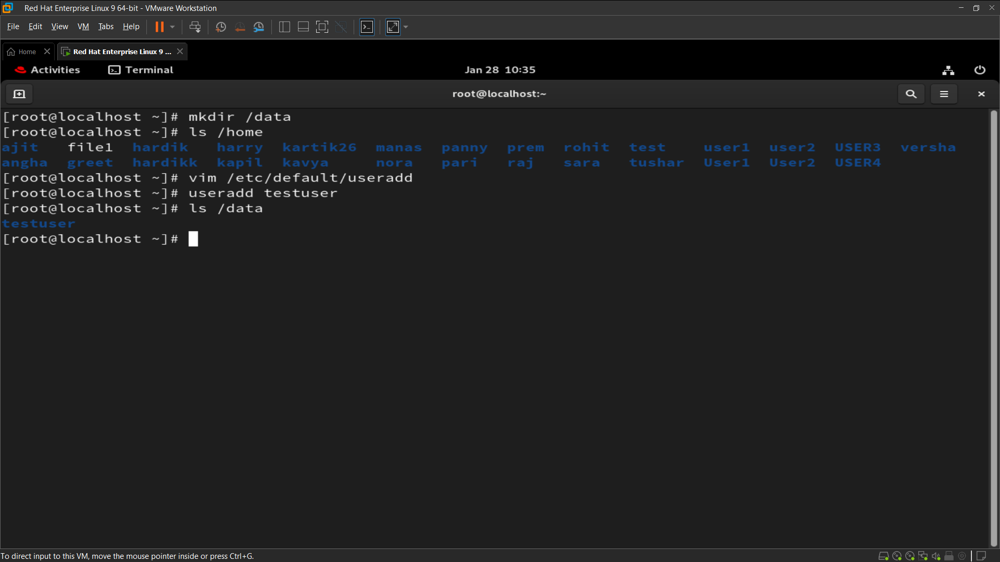 Red Hat Enterprise Linux 9 64-bit - VMware Workstation
File Edit View VM Tabs Help
Home Red Hat Enterprise Linux 9 ...
Activities Terminal Jan 28 10:35
root@localhost:~
[root@localhost ~]# mkdir /data
[root@localhost ~]# ls /home
ajit file1 hardik harry kartik26 manas panny prem rohit test user1 user2 USER3 versha
angha greet hardikk kapil kavya nora pari raj sara tushar User1 User2 USER4
[root@localhost ~]# vim /etc/default/useradd
[root@localhost ~]# useradd testuser
[root@localhost ~]# ls /data
testuser
[root@localhost ~]#
To direct input to this VM, move the mouse pointer inside or press Ctrl+G.